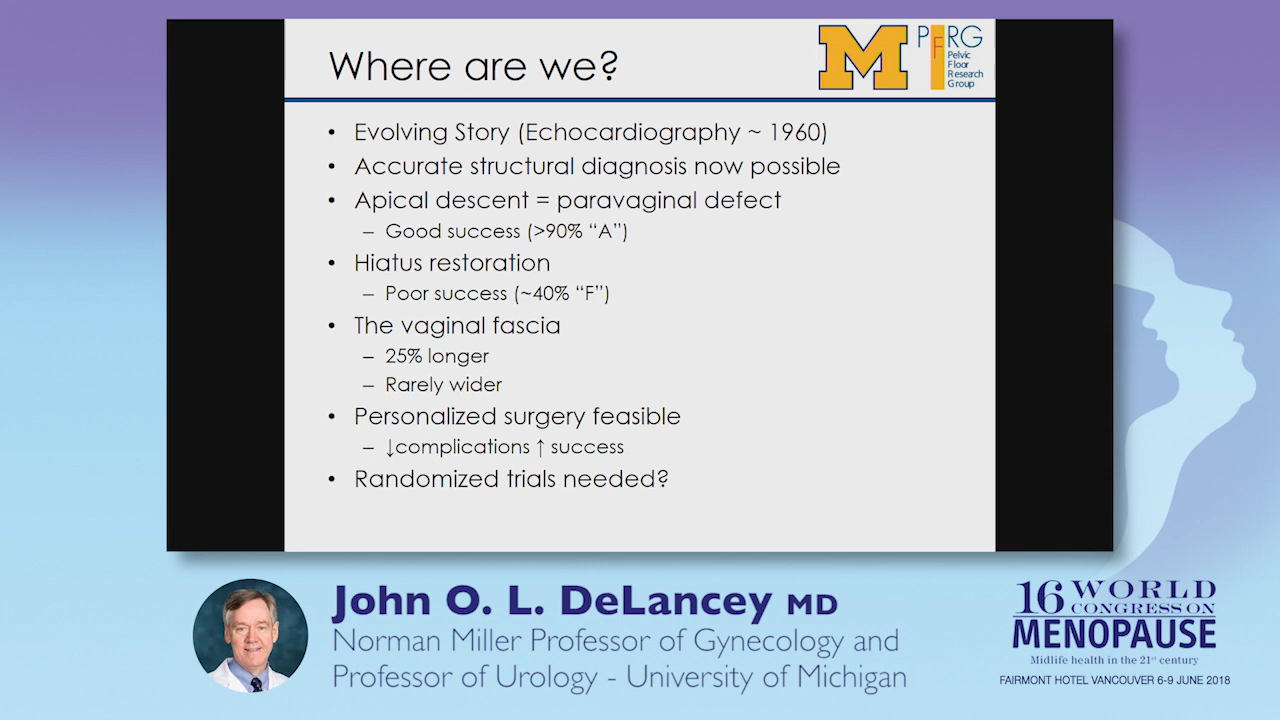 Where are we?
M
PFRG
Pelvic
Floor
Research
Group
• Evolving Story (Echocardiography ~ 1960)
• Accurate structural diagnosis now possible
• Apical descent = paravaginal defect
– Good success (>90% “A”)
• Hiatus restoration
– Poor success (~40% “F”)
• The vaginal fascia
– 25% longer
– Rarely wider
• Personalized surgery feasible
– ↓complications ↑ success
• Randomized trials needed?
John O. L. DeLancey MD
Norman Miller Professor of Gynecology and
Professor of Urology - University of Michigan
16 WORLD
CONGRESS ON
MENOPAUSE
Midlife health in the 21st century
FAIRMONT HOTEL VANCOUVER 6-9 JUNE 2018